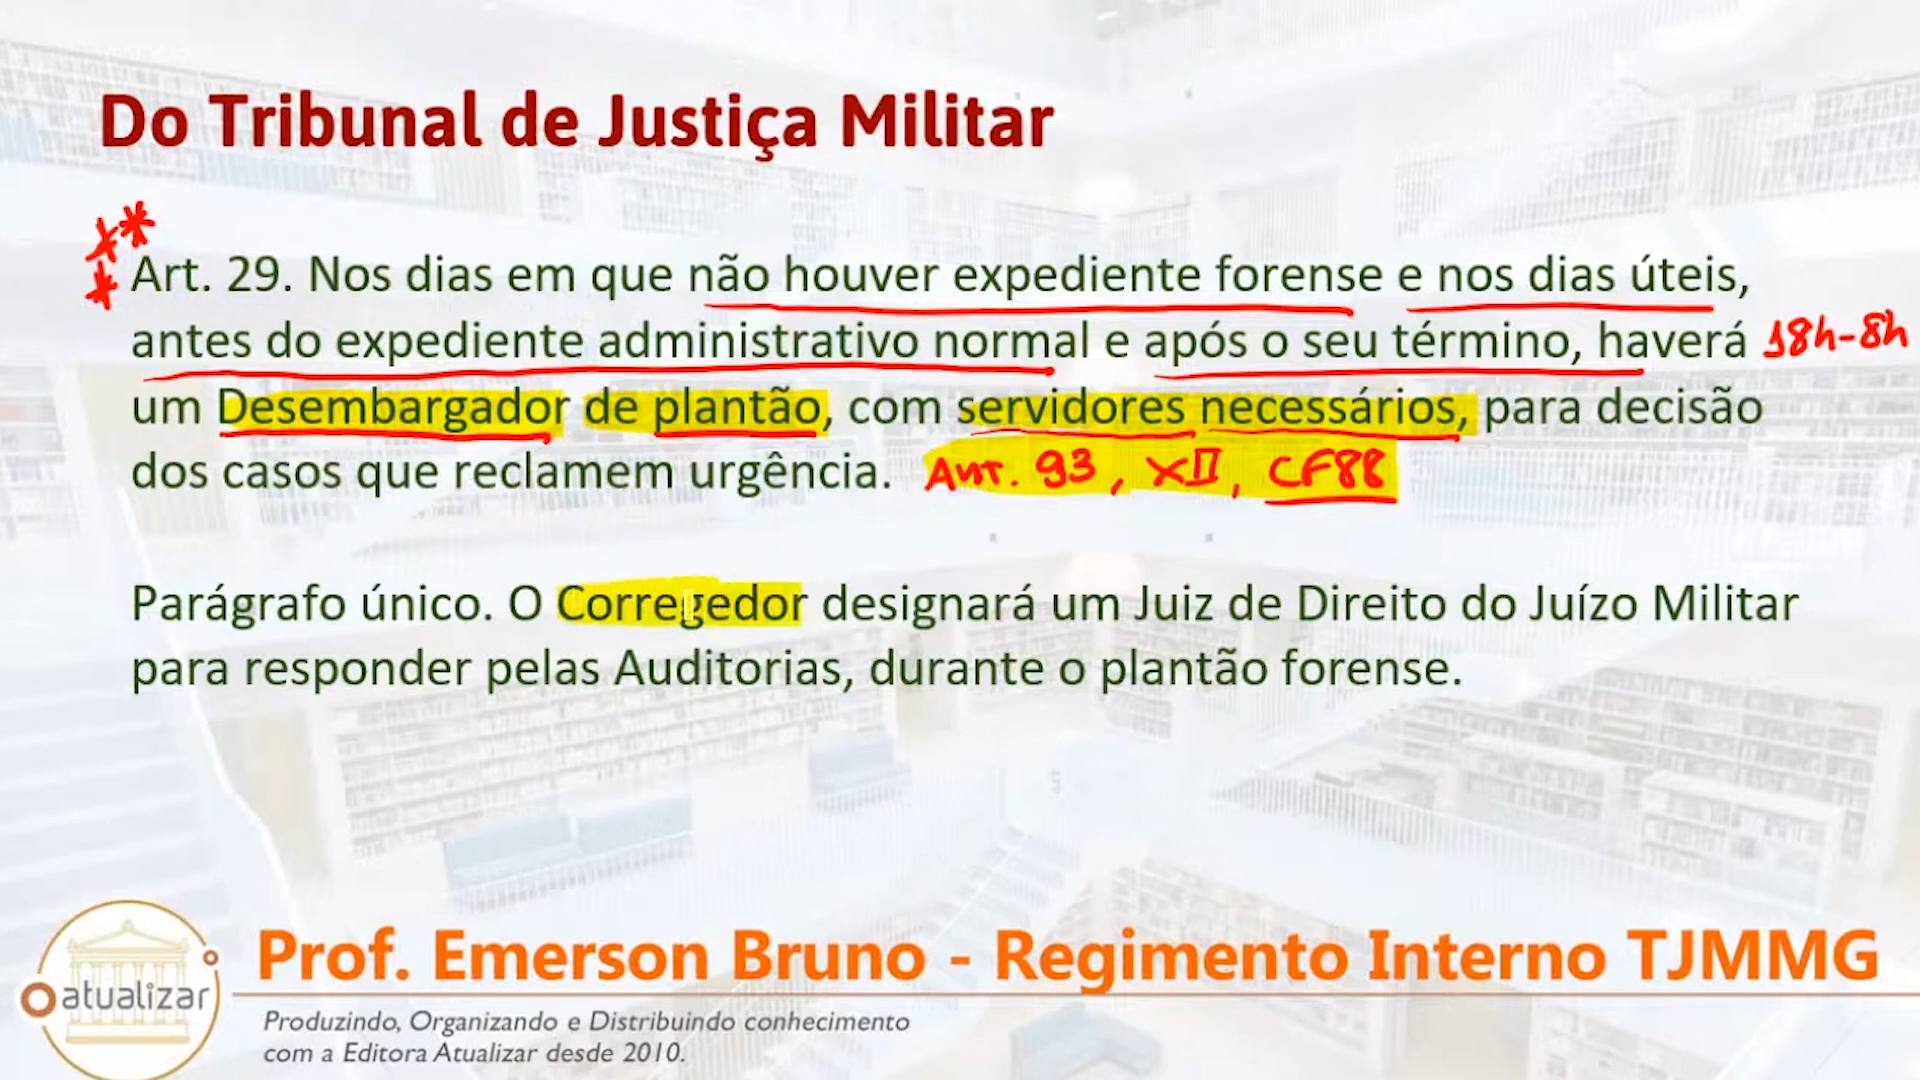 Do Tribunal de Justiça Militar
Art. 29. Nos dias em que não houver expediente forense e nos dias úteis,
antes do expediente administrativo normal e após o seu término, haverá 18h-8h
um Desembargador de plantão, com servidores necessários, para decisão
dos casos que reclamem urgência. Art. 93, XII, CF88
Parágrafo único. O Corregedor designará um Juiz de Direito do Juízo Militar
para responder pelas Auditorias, durante o plantão forense.
Prof. Emerson Bruno - Regimento Interno TJMMG
atualizar
Produzindo, Organizando e Distribuindo conhecimento
com a Editora Atualizar desde 2010.